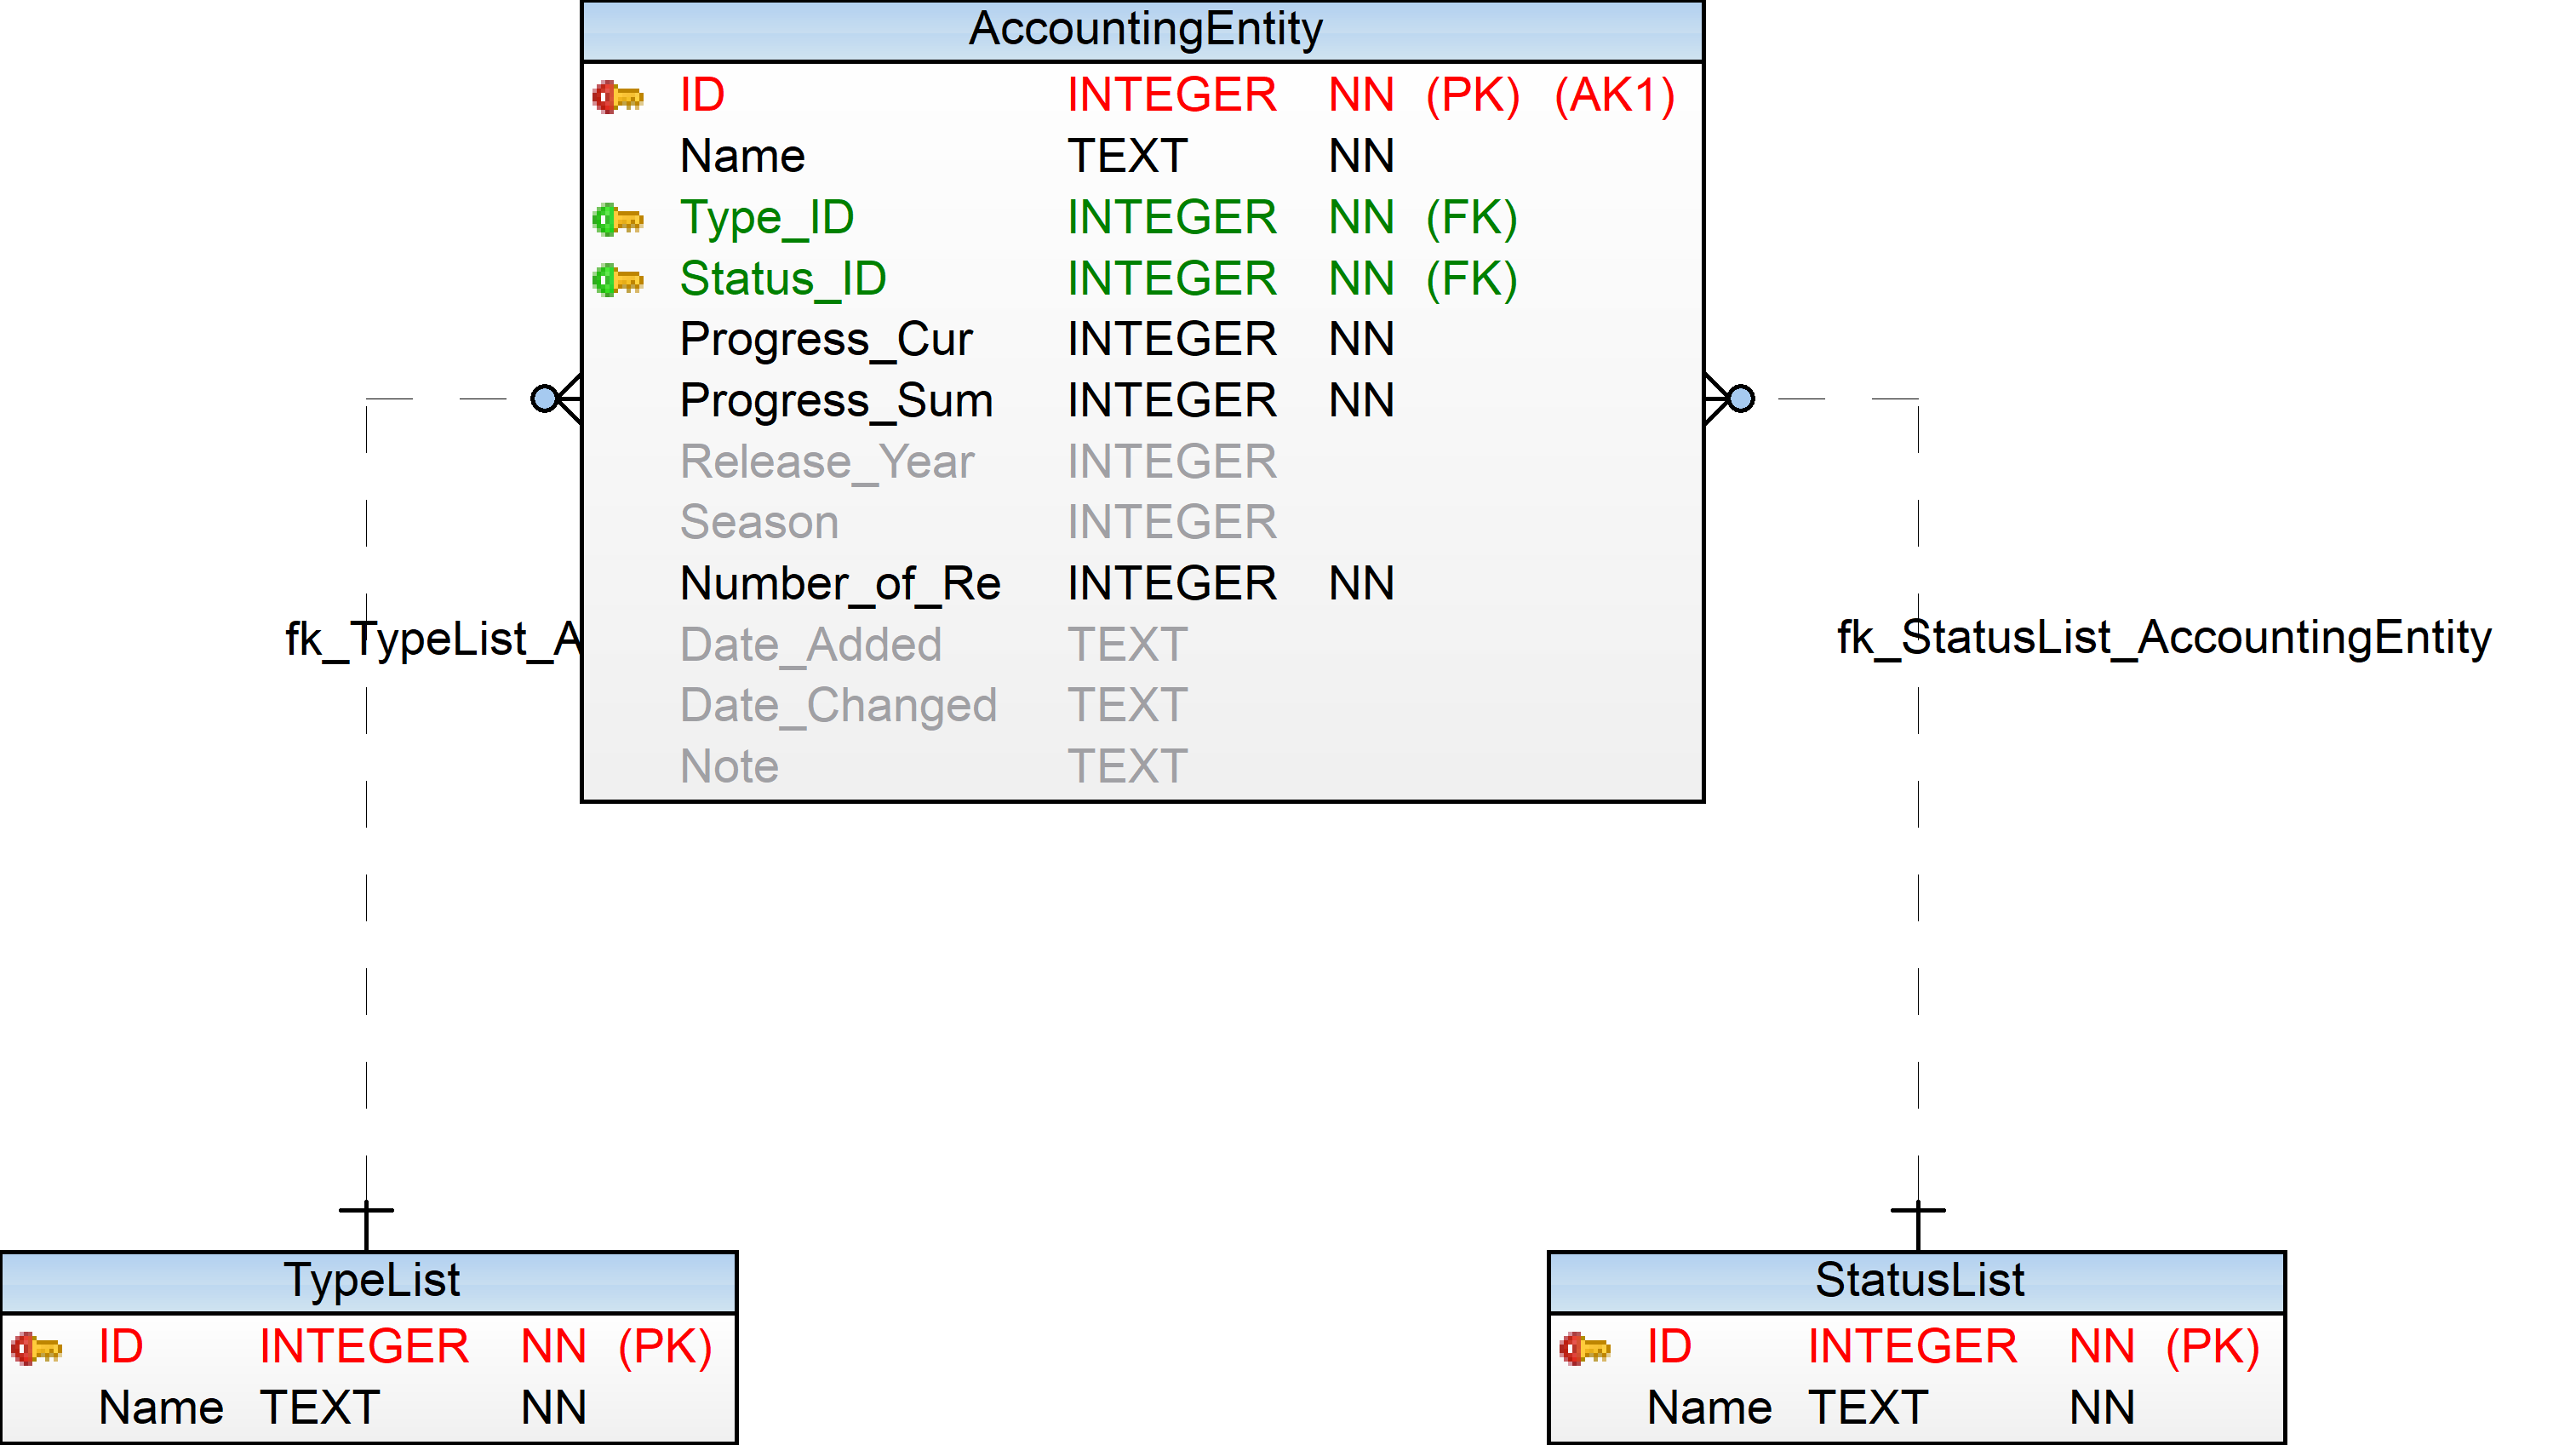 AccountingEntity
ID INTEGER NN (PK) (AK1)
Name TEXT NN
Type_ID INTEGER NN (FK)
Status_ID INTEGER NN (FK)
Progress_Cur INTEGER NN
Progress_Sum INTEGER NN
Release_Year INTEGER
Season INTEGER
Number_of_Re INTEGER NN
Date_Added TEXT
Date_Changed TEXT
Note TEXT
fk_TypeList_A
fk_StatusList_AccountingEntity
TypeList
ID INTEGER NN (PK)
Name TEXT NN
StatusList
ID INTEGER NN (PK)
Name TEXT NN